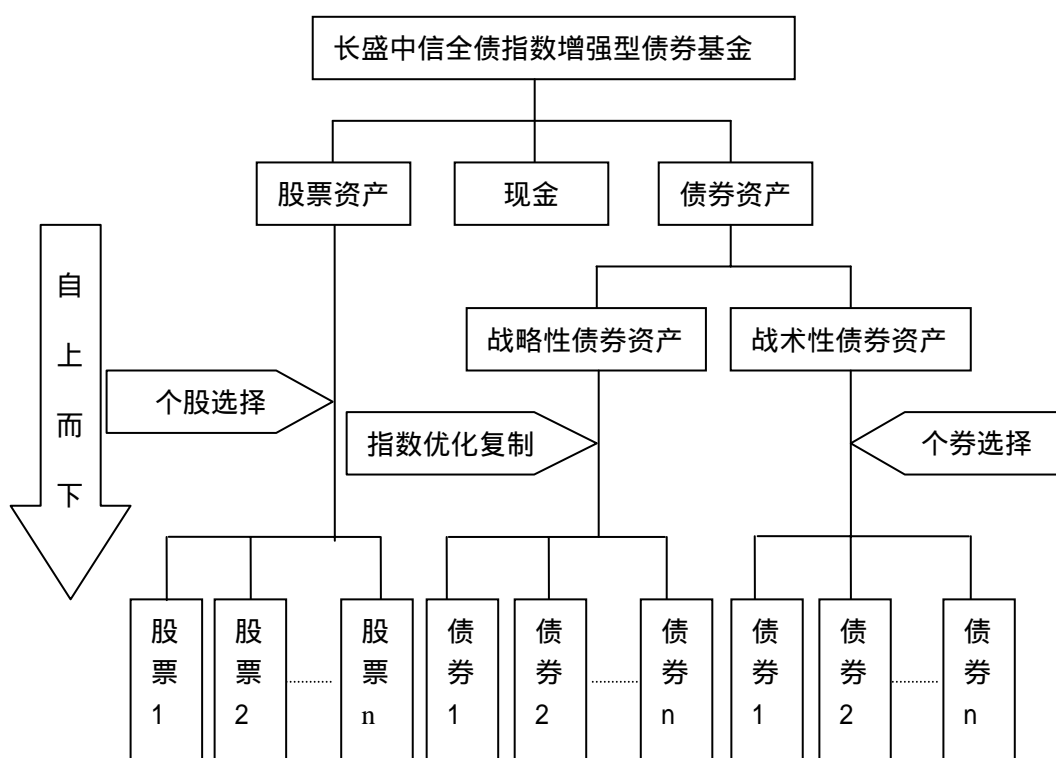 长盛中信全债指数增强型债券基金
股票资产
现金
债券资产
自上而下
战略性债券资产
战术性债券资产
个股选择
指数优化复制
个券选择
股票1
股票2
股票n
债券1
债券2
债券n
债券1
债券2
债券n